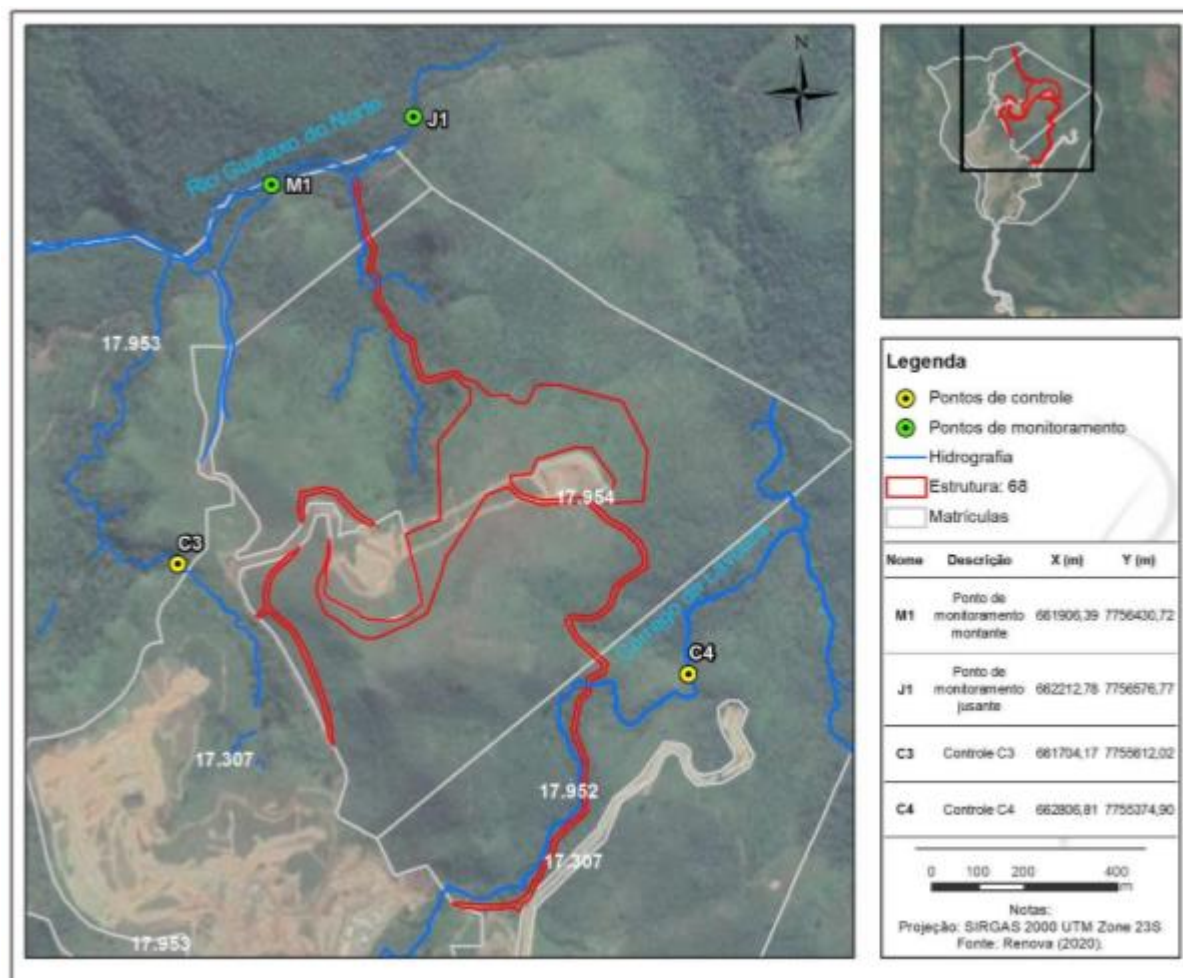 N
J1
Rio Gualaxo do Norte
M1
17.953
17.954
C3
C4
17.307
17.952
17.307
17.953
Legenda
Pontos de controle
Pontos de monitoramento
Hidrografia
Estrutura: 68
Matrículas
Nome Descrição X (m) Y (m)
M1 Ponto de monitoramento montante 661906,39 7756430,72
J1 Ponto de monitoramento jusante 662212,78 7756576,77
C3 Controle C3 661704,17 7755612,02
C4 Controle C4 662806,81 7755374,90
0 100 200 400
m
Notas:
Projeção: SIRGAS 2000 UTM Zone 23S
Fonte: Renova (2020).